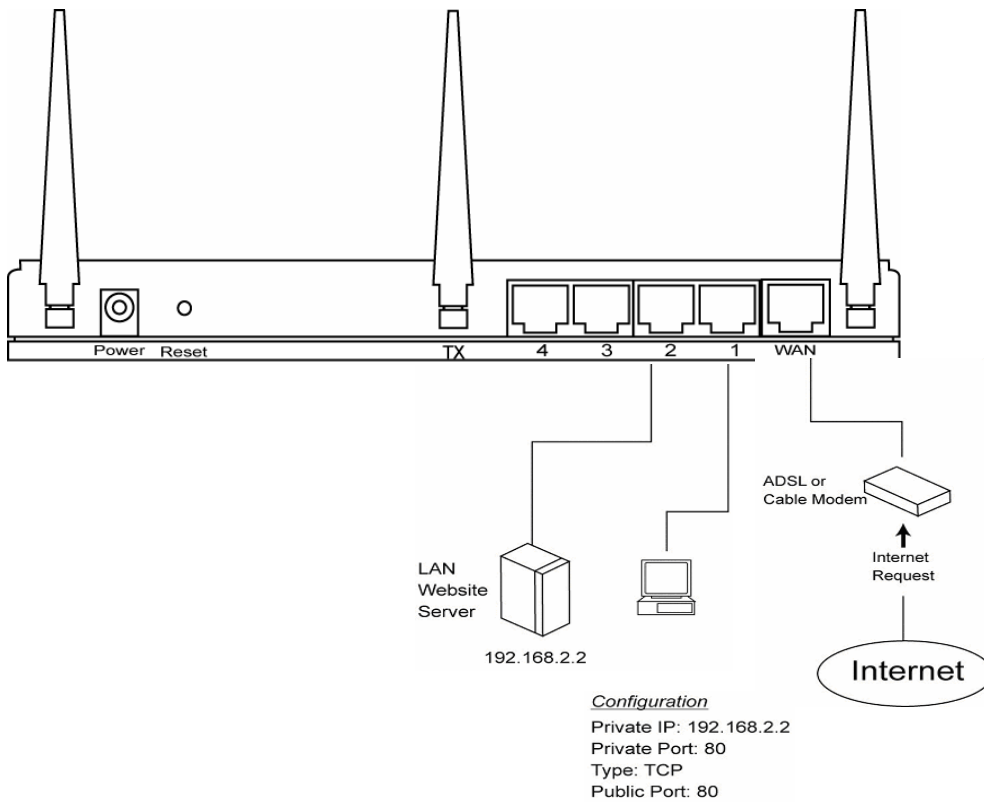 Power Reset TX 4 3 2 1 WAN
ADSL or
Cable Modem
Internet
Request
Internet
LAN
Website
Server
192.168.2.2
Configuration
Private IP: 192.168.2.2
Private Port: 80
Type: TCP
Public Port: 80